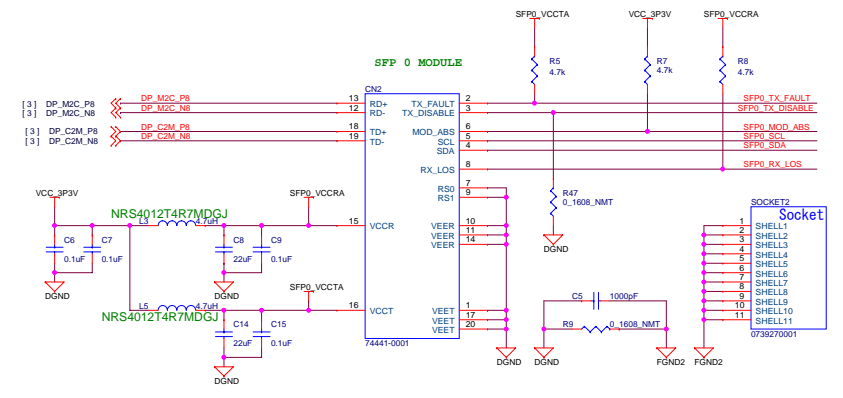 SFP0_VCCTA VCC_3P3V SFP0_VCCRA
SFP 0 MODULE
R5
4.7k
R7
4.7k
R8
4.7k
CN2
[ 3 ] DP_M2C_P8 DP_M2C_P8 13 RD+ TX_FAULT 2 SFP0_TX_FAULT
[ 3 ] DP_M2C_N8 DP_M2C_N8 12 RD- TX_DISABLE 3 SFP0_TX_DISABLE
[ 3 ] DP_C2M_P8 DP_C2M_P8 18 TD+ MOD_ABS 6 SFP0_MOD_ABS
[ 3 ] DP_C2M_N8 DP_C2M_N8 19 TD- SCL 5 SFP0_SCL
SDA 4 SFP0_SDA
RX_LOS 8 SFP0_RX_LOS
RS0 7
RS1 9
R47
0_1608_NMT
DGND
VCC_3P3V SFP0_VCCRA
NRS4012T4R7MDGJ
L3 4.7uH
15 VCCR
VEER 10
VEER 11
VEER 14
C6
0.1uF
C7
0.1uF
C8
22uF
C9
0.1uF
DGND DGND
SFP0_VCCTA
L5 4.7uH
NRS4012T4R7MDGJ
16 VCCT
VEET 1
VEET 17
VEET 20
C14
22uF
C15
0.1uF
DGND
74441-0001
DGND
C5 1000pF
R9 0_1608_NMT
DGND FGND2
SOCKET2
Socket
1 SHELL1
2 SHELL2
3 SHELL3
4 SHELL4
5 SHELL5
6 SHELL6
7 SHELL7
8 SHELL8
9 SHELL9
10 SHELL10
11 SHELL11
0739270001
FGND2